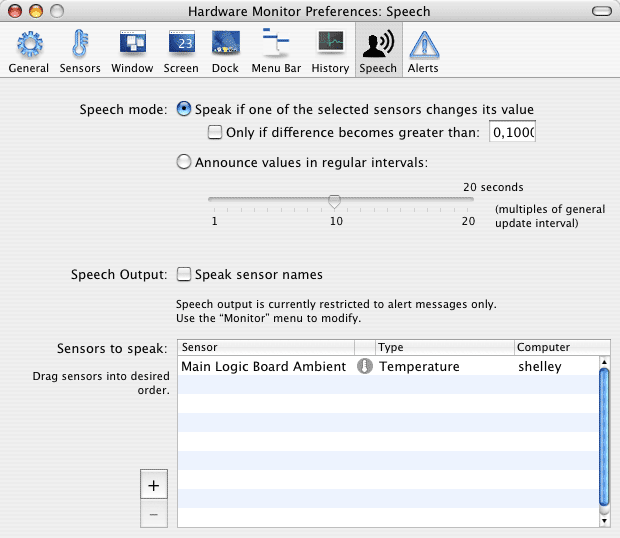 Hardware Monitor Preferences: Speech
23
General Sensors Window Screen Dock Menu Bar History Speech Alerts
Speech mode: Speak if one of the selected sensors changes its value
Only if difference becomes greater than: 0,1000
Announce values in regular intervals:
20 seconds
1 10 20
(multiples of general
update interval)
Speech Output: Speak sensor names
Speech output is currently restricted to alert messages only.
Use the “Monitor” menu to modify.
Sensors to speak:
Drag sensors into desired
order.
Sensor Type Computer
Main Logic Board Ambient Temperature shelley
+
−